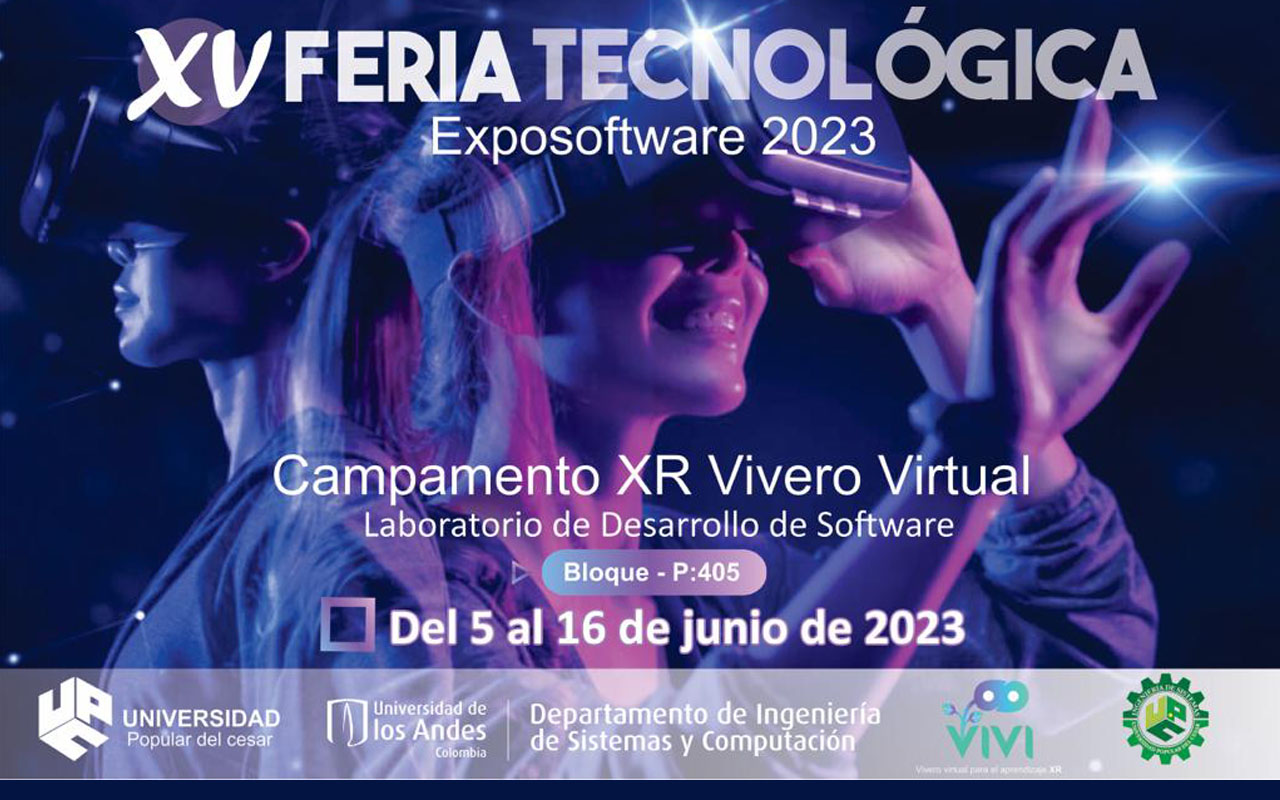 XV FERIA TECNOLÓGICA
Exposoftware 2023
Campamento XR Vivero Virtual
Laboratorio de Desarrollo de Software
Bloque - P:405
Del 5 al 16 de junio de 2023
UPC
UNIVERSIDAD
Popular del cesar
Universidad de
los Andes
Colombia
Departamento de Ingeniería
de Sistemas y Computación
VIVI
Vivero virtual para el aprendizaje XR
INGENIERÍA DE SISTEMAS
UNIVERSIDAD POPULAR DEL CESAR
UPC